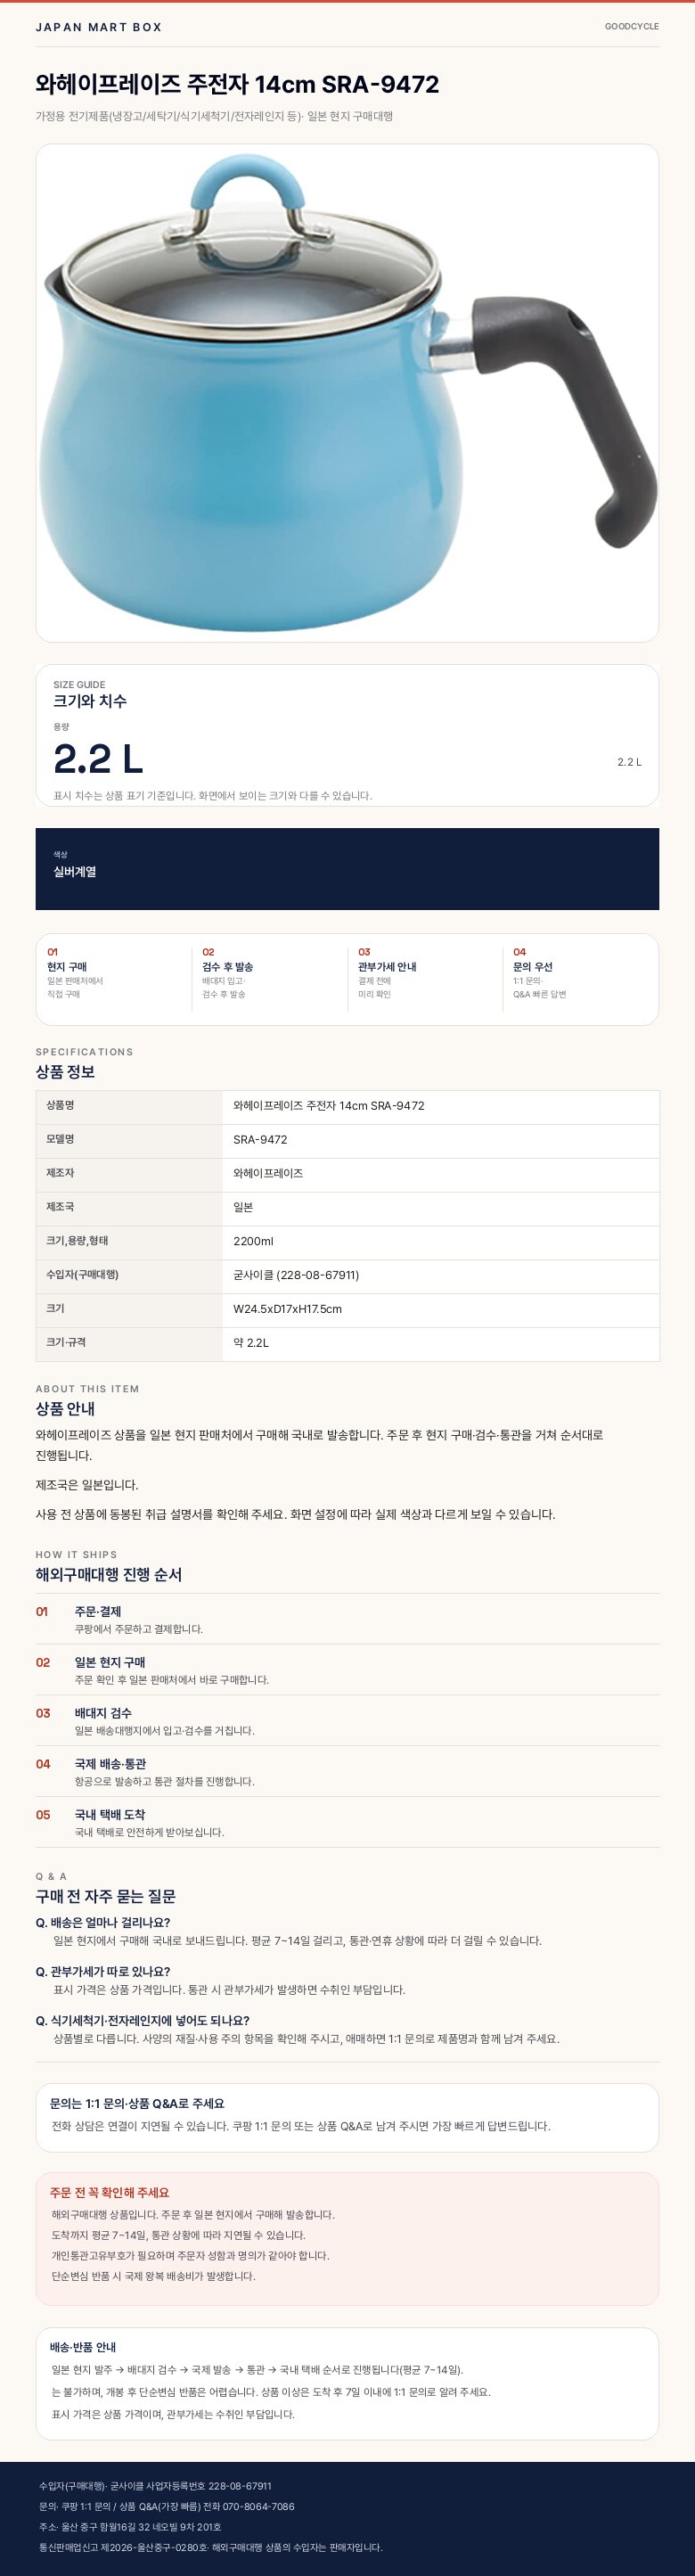 JAPAN MART BOX
GOODCYCLE
와헤이프레이즈 주전자 14cm SRA-9472
가정용 전기제품(냉장고/세탁기/식기세척기/전자레인지 등)· 일본 현지 구매대행
SIZE GUIDE
크기와 치수
용량
2.2 L
2.2 L
표시 치수는 상품 표기 기준입니다. 화면에서 보이는 크기와 다를 수 있습니다.
색상
실버계열
01
현지 구매
일본 판매처에서
직접 구매
02
검수 후 발송
배대지 입고·
검수 후 발송
03
관부가세 안내
결제 전에
미리 확인
04
문의 우선
1:1 문의·
Q&A 빠른 답변
SPECIFICATIONS
상품 정보
상품명 와헤이프레이즈 주전자 14cm SRA-9472
모델명 SRA-9472
제조자 와헤이프레이즈
제조국 일본
크기,용량,형태 2200ml
수입자(구매대행) 굳사이클 (228-08-67911)
크기 W24.5xD17xH17.5cm
크기·규격 약 2.2L
ABOUT THIS ITEM
상품 안내
와헤이프레이즈 상품을 일본 현지 판매처에서 구매해 국내로 발송합니다. 주문 후 현지 구매·검수·통관을 거쳐 순서대로
진행됩니다.
제조국은 일본입니다.
사용 전 상품에 동봉된 취급 설명서를 확인해 주세요. 화면 설정에 따라 실제 색상과 다르게 보일 수 있습니다.
HOW IT SHIPS
해외구매대행 진행 순서
01 주문·결제
쿠팡에서 주문하고 결제합니다.
02 일본 현지 구매
주문 확인 후 일본 판매처에서 바로 구매합니다.
03 배대지 검수
일본 배송대행지에서 입고·검수를 거칩니다.
04 국제 배송·통관
항공으로 발송하고 통관 절차를 진행합니다.
05 국내 택배 도착
국내 택배로 안전하게 받아보십니다.
Q & A
구매 전 자주 묻는 질문
Q. 배송은 얼마나 걸리나요?
일본 현지에서 구매해 국내로 보내드립니다. 평균 7~14일 걸리고, 통관·연휴 상황에 따라 더 걸릴 수 있습니다.
Q. 관부가세가 따로 있나요?
표시 가격은 상품 가격입니다. 통관 시 관부가세가 발생하면 수취인 부담입니다.
Q. 식기세척기·전자레인지에 넣어도 되나요?
상품별로 다릅니다. 사양의 재질·사용 주의 항목을 확인해 주시고, 애매하면 1:1 문의로 제품명과 함께 남겨 주세요.
문의는 1:1 문의·상품 Q&A로 주세요
전화 상담은 연결이 지연될 수 있습니다. 쿠팡 1:1 문의 또는 상품 Q&A로 남겨 주시면 가장 빠르게 답변드립니다.
주문 전 꼭 확인해 주세요
해외구매대행 상품입니다. 주문 후 일본 현지에서 구매해 발송합니다.
도착까지 평균 7~14일, 통관 상황에 따라 지연될 수 있습니다.
개인통관고유부호가 필요하며 주문자 성함과 명의가 같아야 합니다.
단순변심 반품 시 국제 왕복 배송비가 발생합니다.
배송·반품 안내
일본 현지 발주 → 배대지 검수 → 국제 발송 → 통관 → 국내 택배 순서로 진행됩니다(평균 7~14일).
는 불가하며, 개봉 후 단순변심 반품은 어렵습니다. 상품 이상은 도착 후 7일 이내에 1:1 문의로 알려 주세요.
표시 가격은 상품 가격이며, 관부가세는 수취인 부담입니다.
수입자(구매대행)· 굳사이클 사업자등록번호 228-08-67911
문의· 쿠팡 1:1 문의 / 상품 Q&A(가장 빠름) 전화 070-8064-7086
주소· 울산 중구 함월16길 32 네오빌 9차 201호
통신판매업신고 제2026-울산중구-0280호· 해외구매대행 상품의 수입자는 판매자입니다.